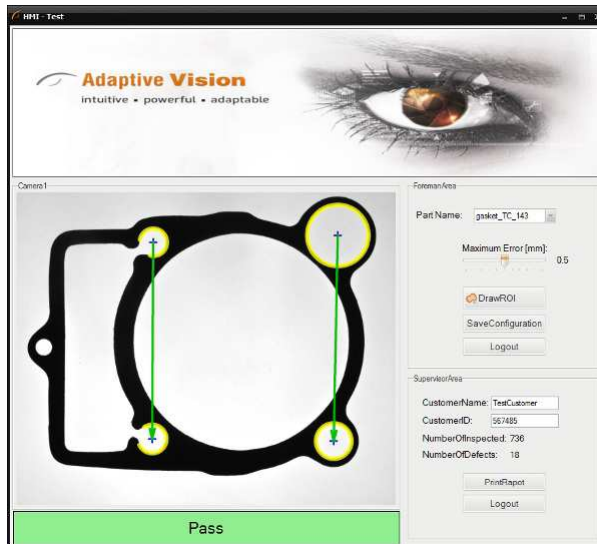 HMI - Test
Adaptive Vision
intuitive • powerful • adaptable
Camera1
ForemanArea
Part Name: gasket_TC_143
Maximum Error [mm]:
0.5
DrawROI
SaveConfiguration
Logout
SupervisorArea
CustomerName: TestCustomer
CustomerID: 567485
NumberOfInspected: 736
NumberOfDefects: 18
PrintRapot
Logout
Pass